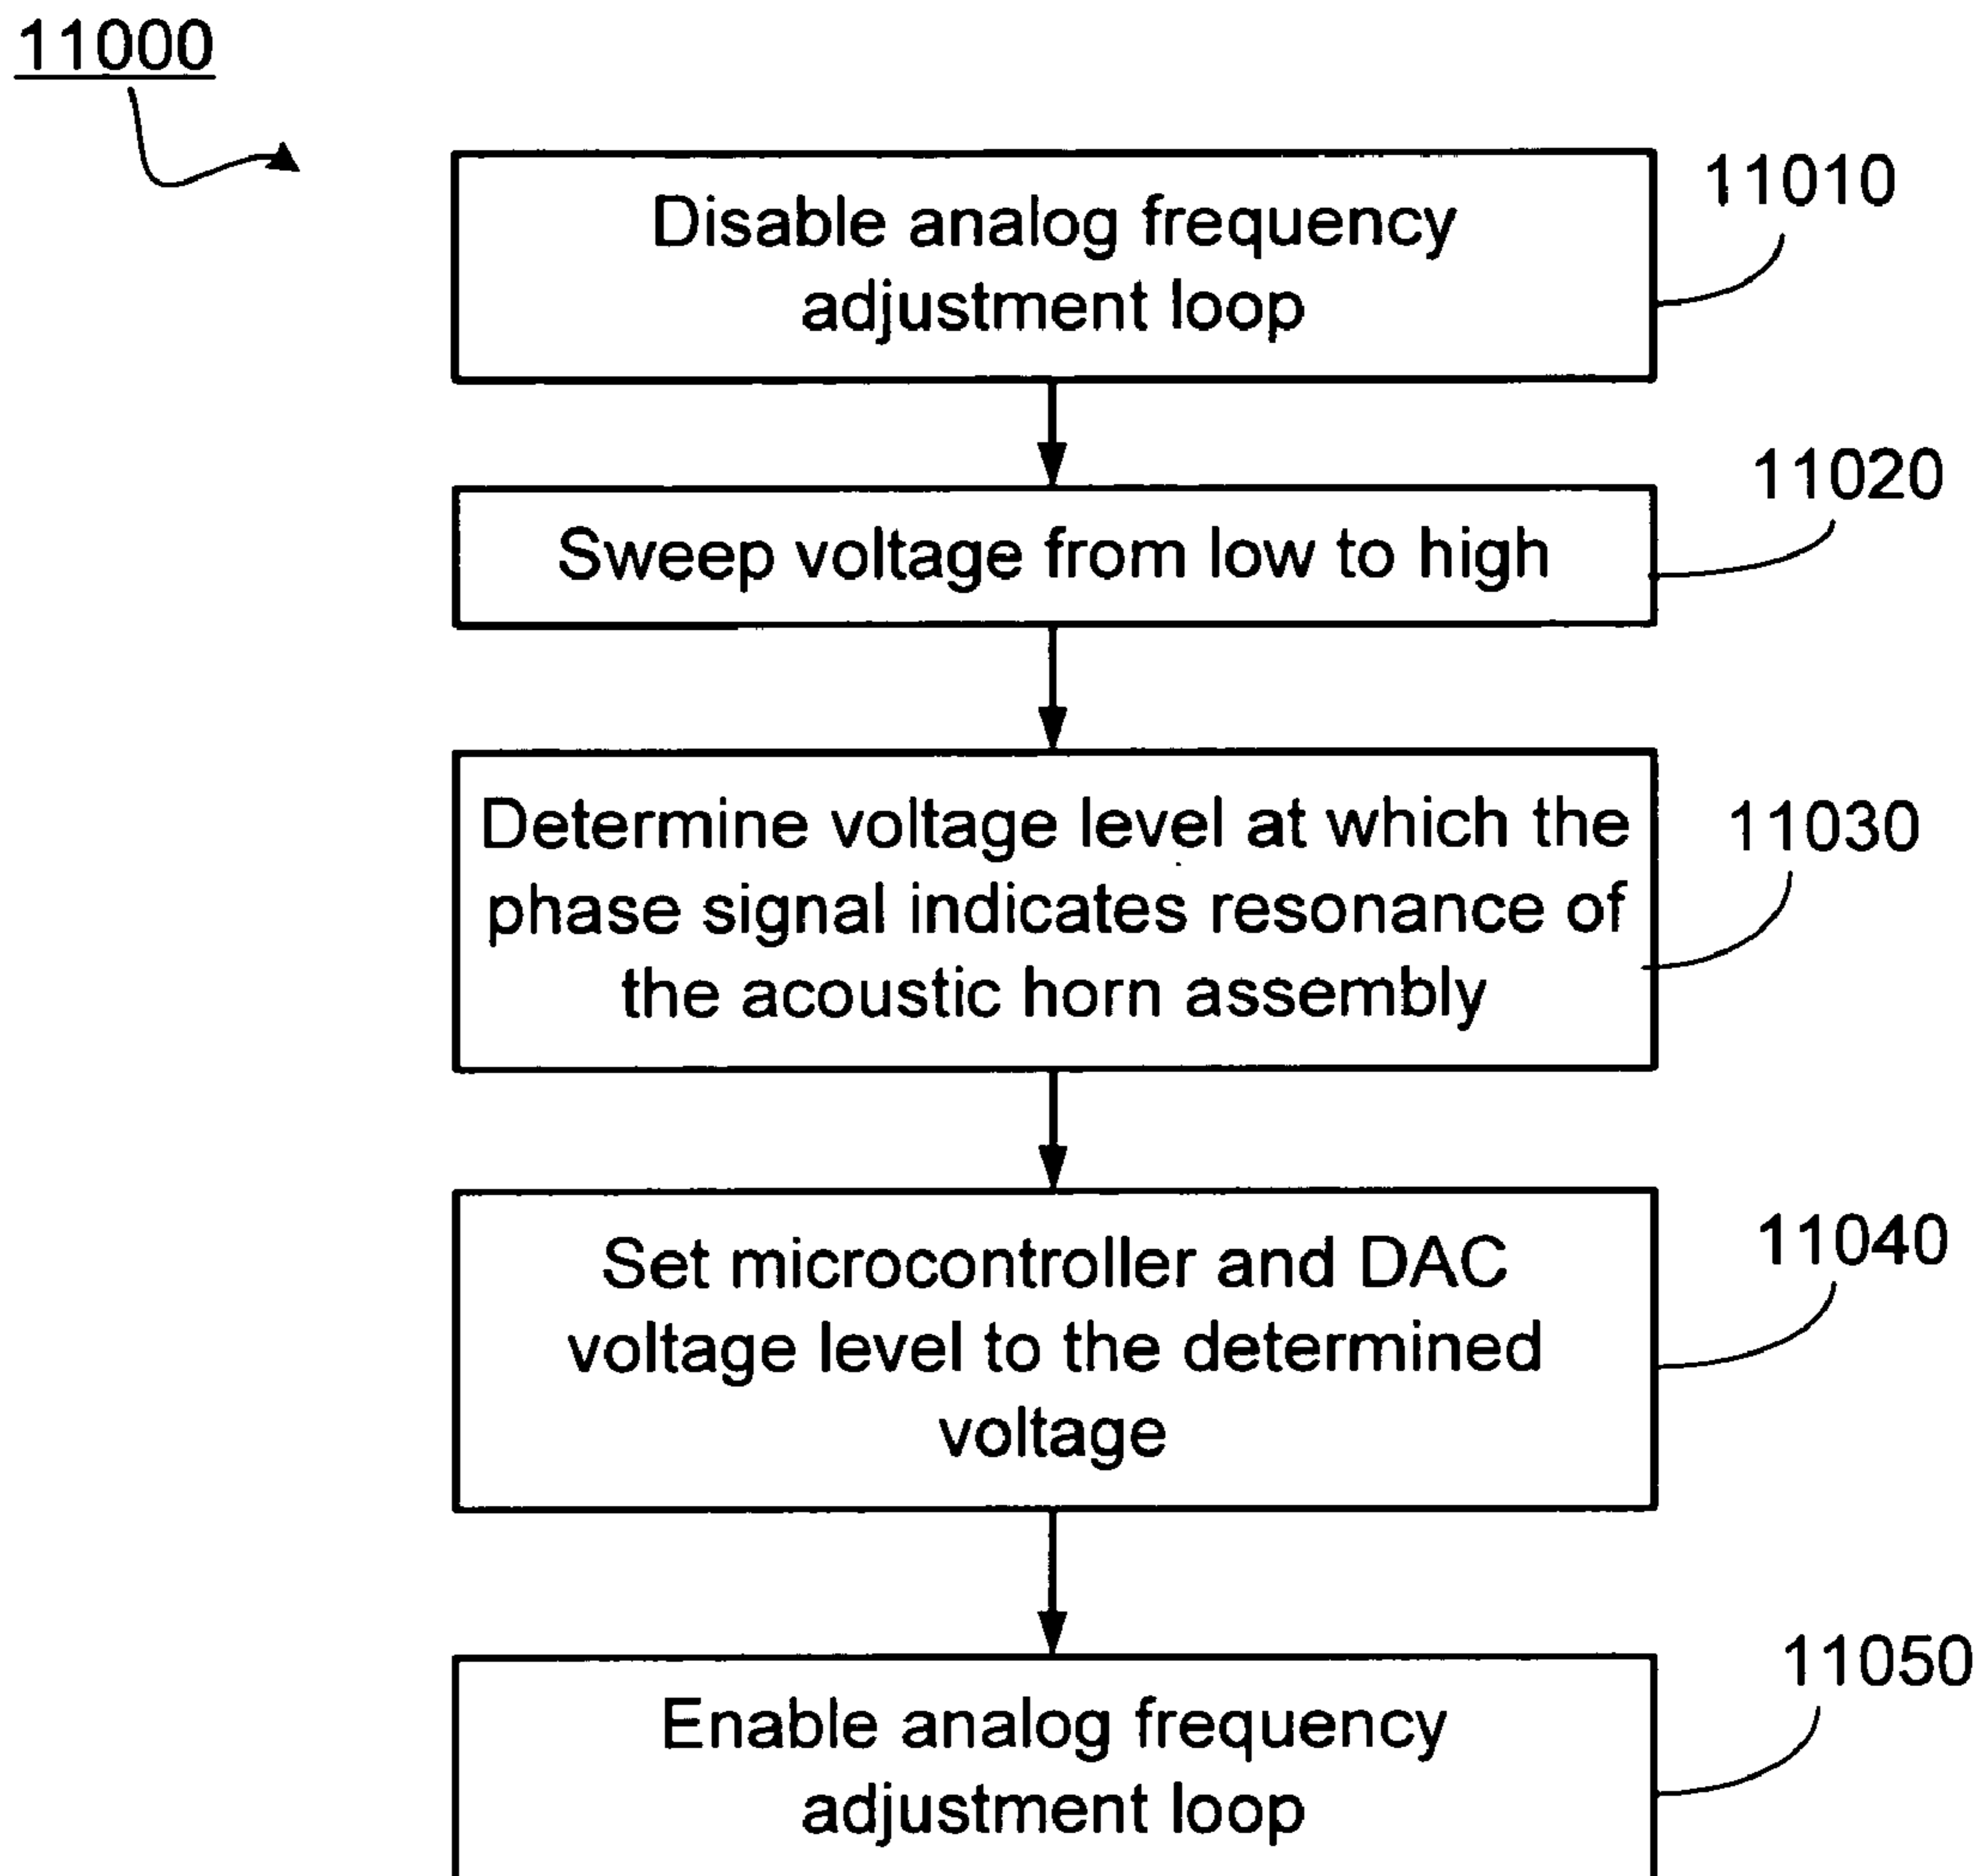 11000
Disable analog frequency
adjustment loop
11010
Sweep voltage from low to high
11020
Determine voltage level at which the
phase signal indicates resonance of
the acoustic horn assembly
11030
Set microcontroller and DAC
voltage level to the determined
voltage
11040
Enable analog frequency
adjustment loop
11050